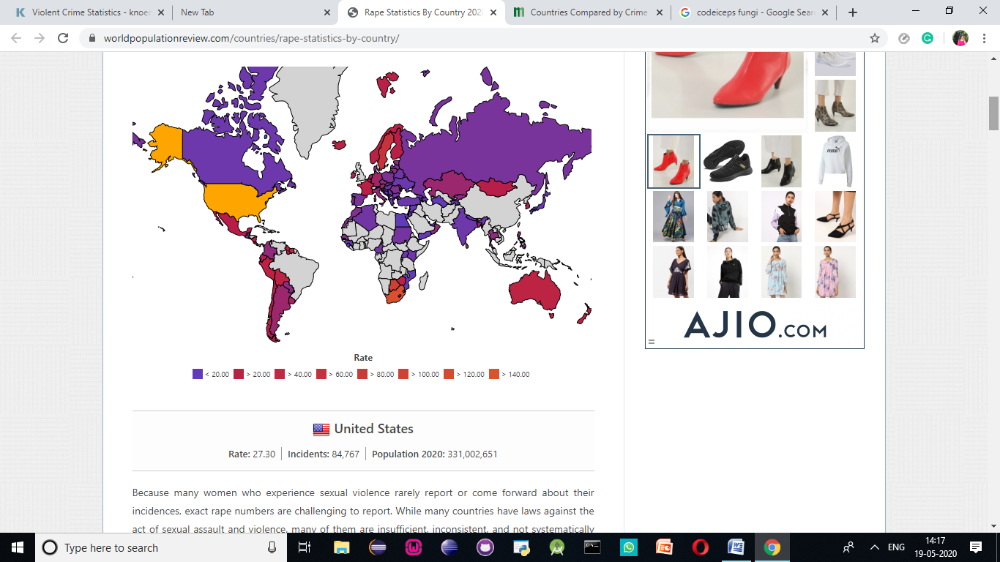 Violent Crime Statistics - knoer
New Tab
Rape Statistics By Country 202
Countries Compared by Crime
codeiceps fungi - Google Sear
worldpopulationreview.com/countries/rape-statistics-by-country/
PUMA
AJIO.COM
Rate
< 20.00 > 20.00 > 40.00 > 60.00 > 80.00 > 100.00 > 120.00 > 140.00
United States
Rate: 27.30 Incidents: 84,767 Population 2020: 331,002,651
Because many women who experience sexual violence rarely report or come forward about their
incidences, exact rape numbers are challenging to report. While many countries have laws against the
act of sexual assault and violence, many of them are insufficient, inconsistent, and not systematically
Type here to search
ENG
14:17
19-05-2020